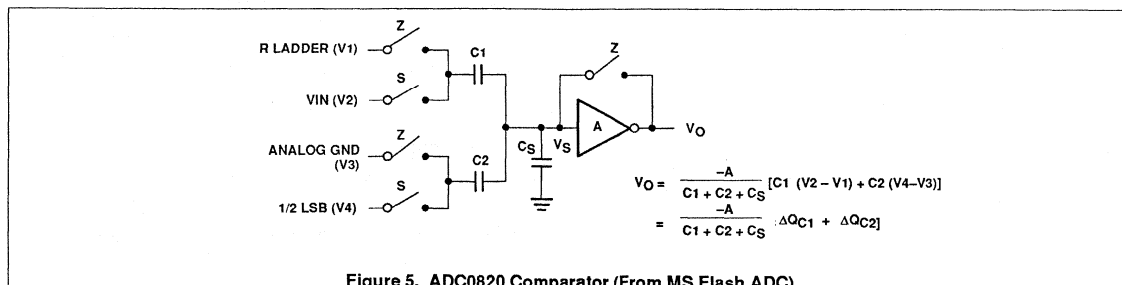 Z
R LADDER (V1)
C1
S
VIN (V2)
Z
ANALOG GND
(V3)
C2
S
1/2 LSB (V4)
Z
A
CS
VS
VO
VO = -A / C1 + C2 + CS [C1 (V2 – V1) + C2 (V4–V3)]
= -A / C1 + C2 + CS ΔQC1 + ΔQC2]
Figure 5. ADC0820 Comparator (From MS Flash ADC)